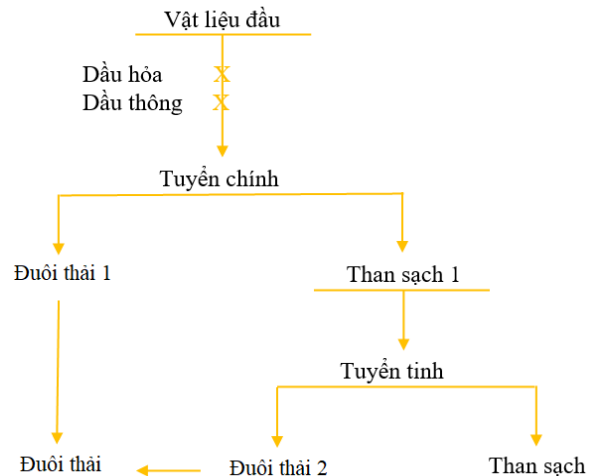 Vật liệu đầu
Dầu hỏa X
Dầu thông X
Tuyển chính
Đuôi thải 1
Than sạch 1
Tuyển tinh
Đuôi thải
Đuôi thải 2
Than sạch